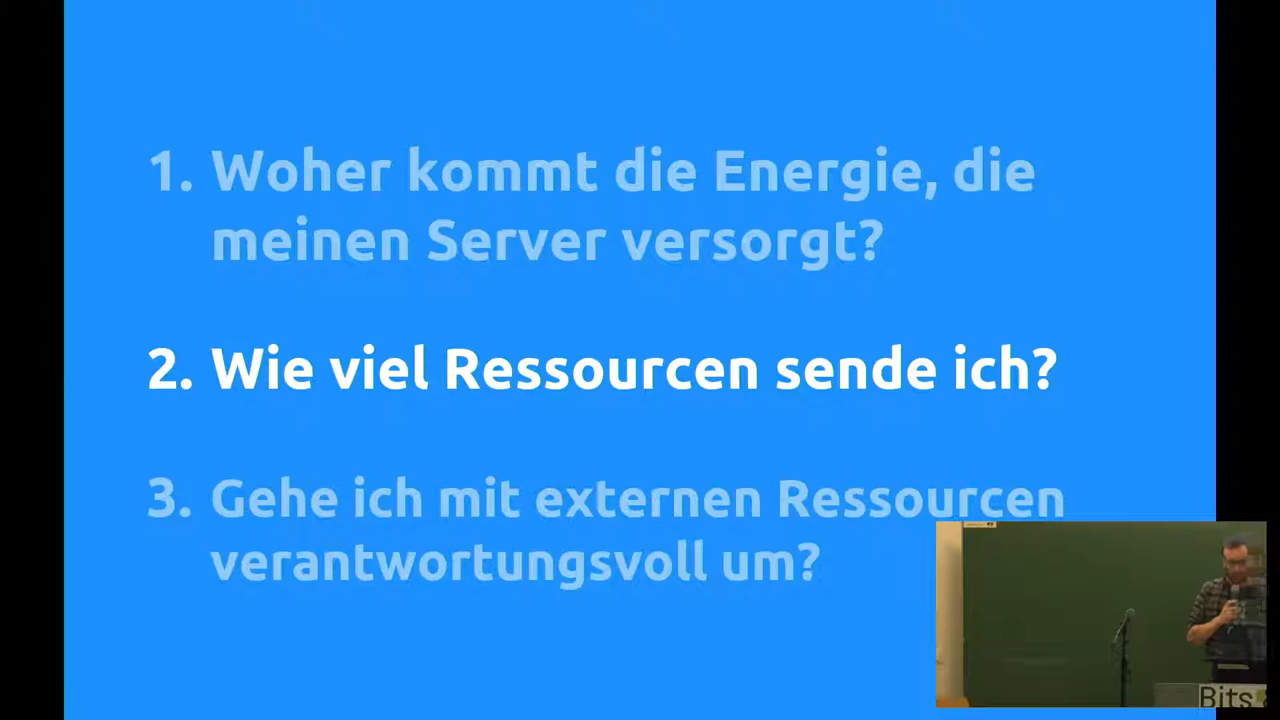 1. Woher kommt die Energie, die
meinen Server versorgt?
2. Wie viel Ressourcen sende ich?
3. Gehe ich mit externen Ressourcen
verantwortungsvoll um?
Bits